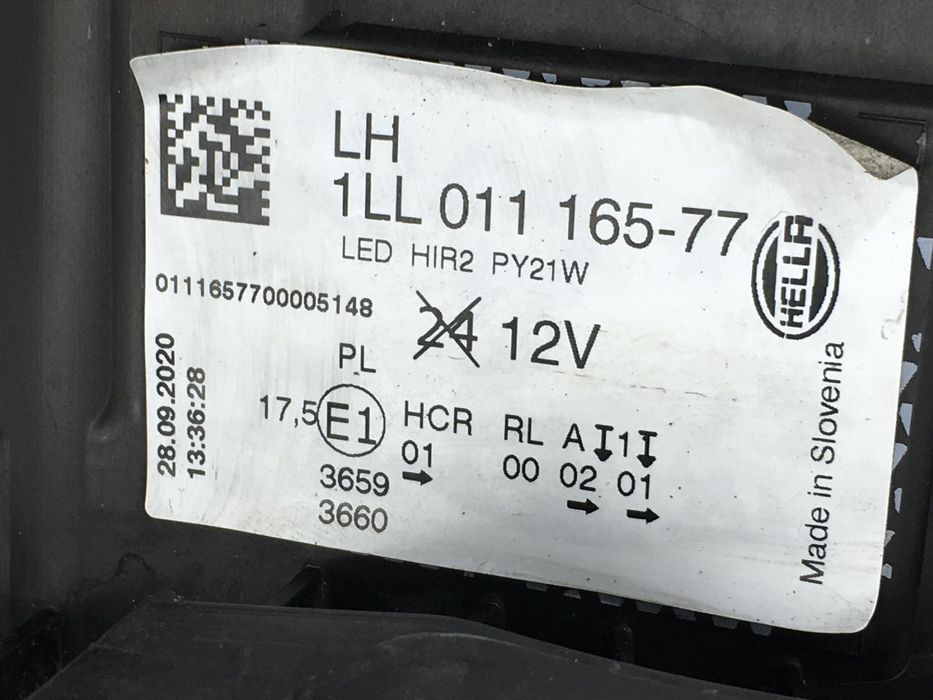 LH
1LL 011 165-77
LED HIR2 PY21W
HELLA
0111657700005148
24 12V
28.09.2020
13:36:28
PL
17,5 E1 HCR RL A 1
01 00 02 01
3659
3660
Made in Slovenia